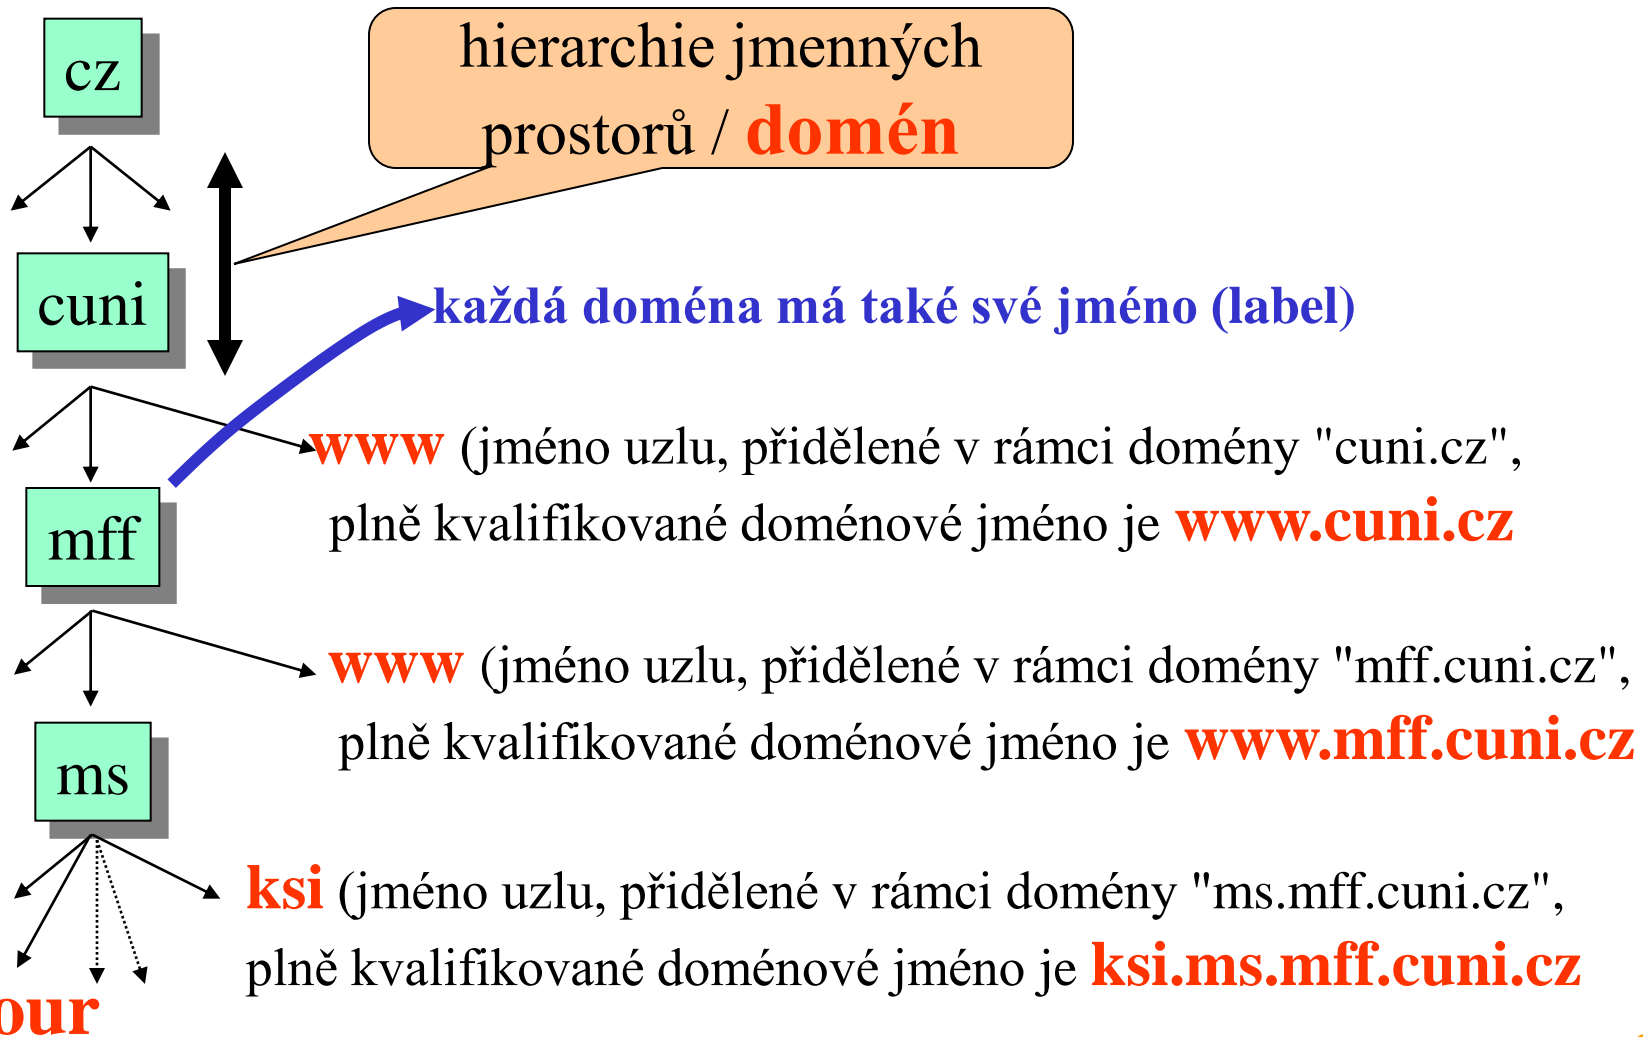 cz
hierarchie jmenných
prostorů / domén
cuni
každá doména má také své jméno (label)
www (jméno uzlu, přidělené v rámci domény "cuni.cz",
plně kvalifikované doménové jméno je www.cuni.cz
mff
www (jméno uzlu, přidělené v rámci domény "mff.cuni.cz",
plně kvalifikované doménové jméno je www.mff.cuni.cz
ms
ksi (jméno uzlu, přidělené v rámci domény "ms.mff.cuni.cz",
plně kvalifikované doménové jméno je ksi.ms.mff.cuni.cz